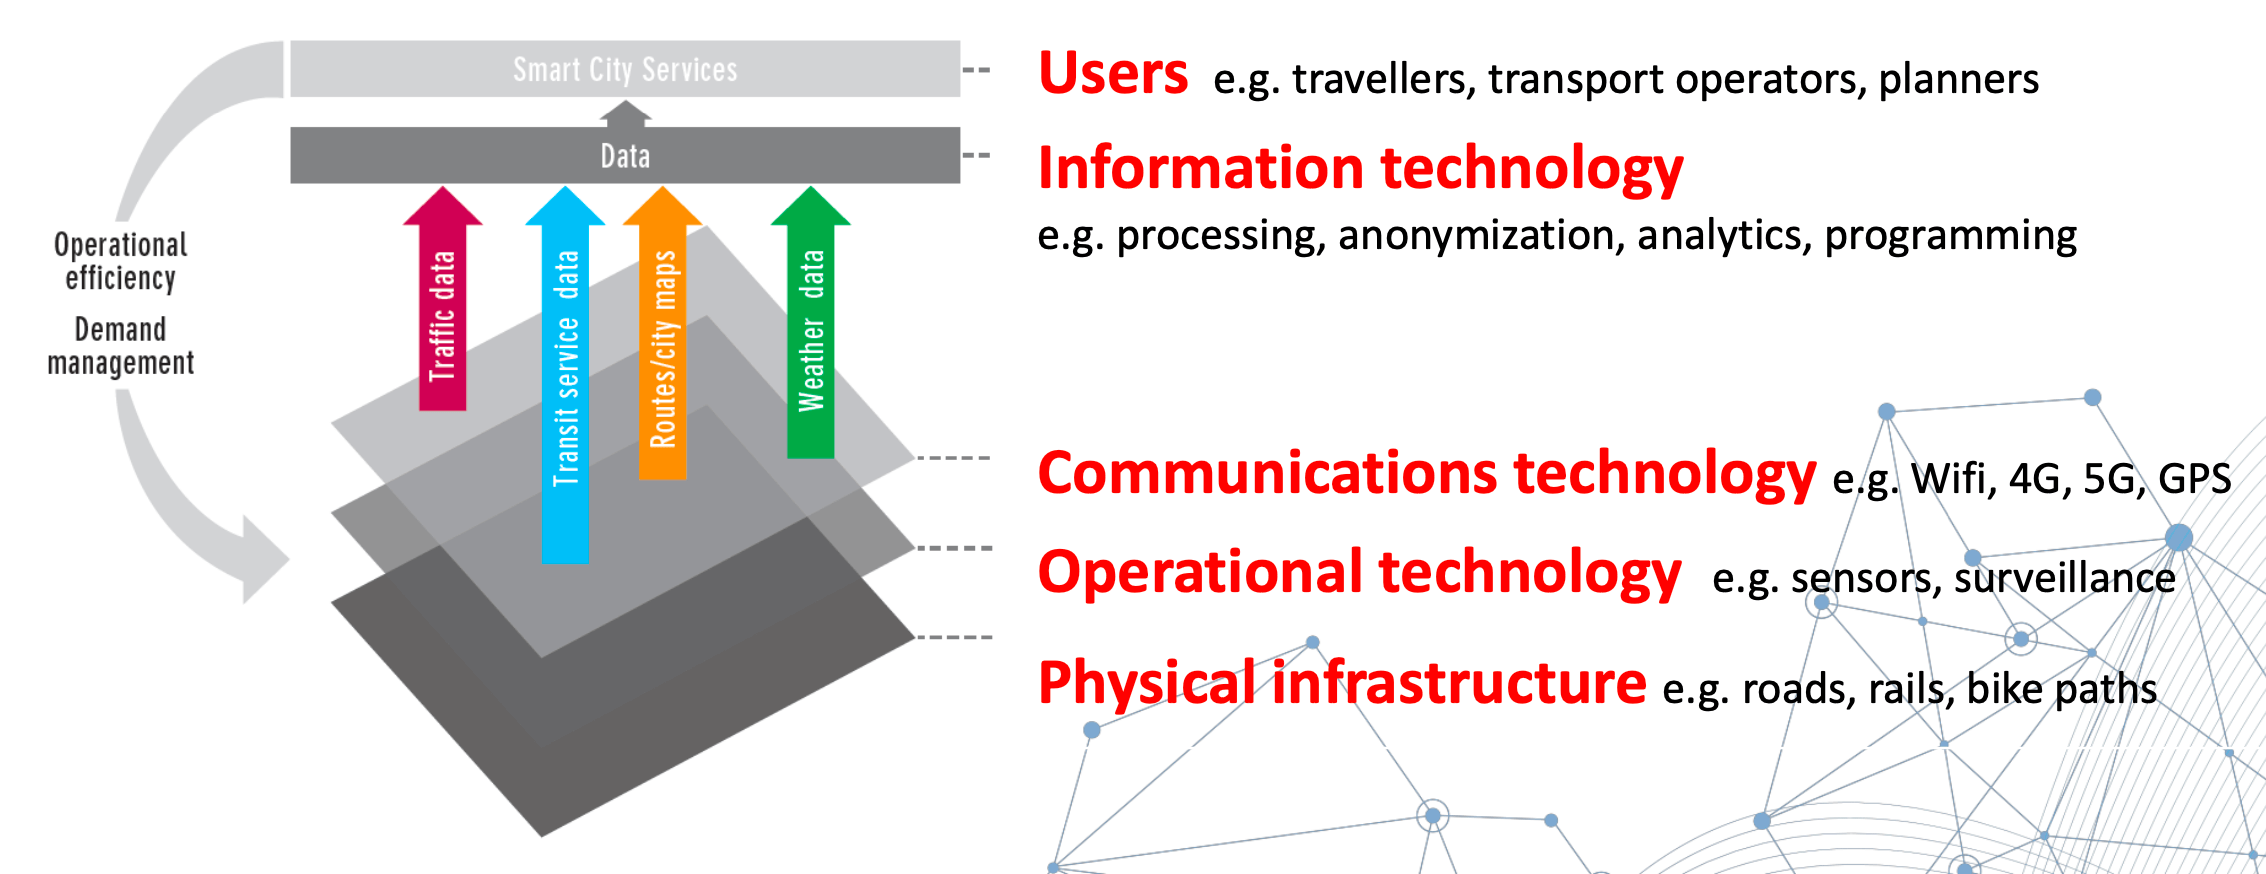 Smart City Services
Users e.g. travellers, transport operators, planners
Data
Information technology
e.g. processing, anonymization, analytics, programming
Operational
efficiency
Demand
management
Traffic data
Transit service data
Routes/city maps
Weather data
Communications technology e.g. Wifi, 4G, 5G, GPS
Operational technology e.g. sensors, surveillance
Physical infrastructure e.g. roads, rails, bike paths